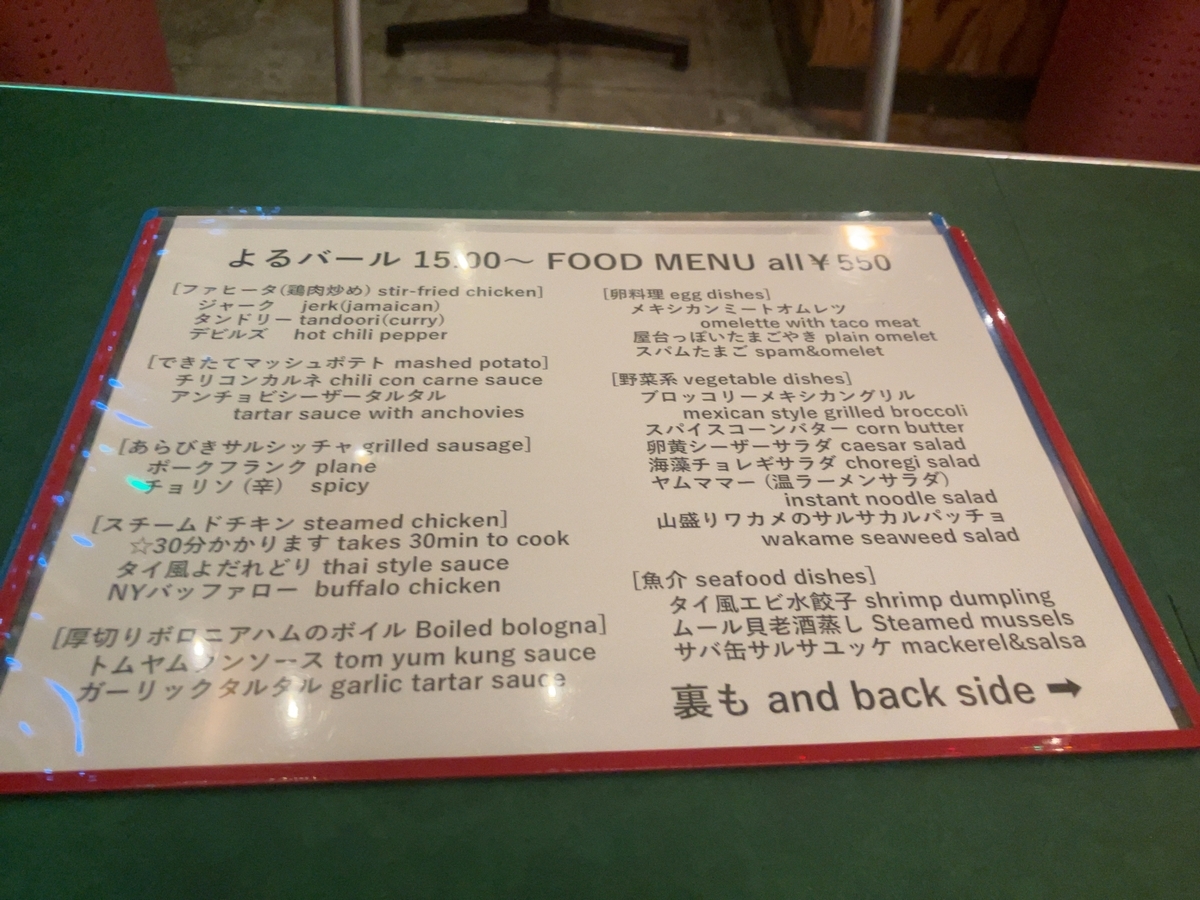 よるバール 15:00〜 FOOD MENU all¥550
[ファヒータ(鶏肉炒め) stir-fried chicken]
ジャーク jerk(jamaican)
タンドリー tandoori(curry)
デビルズ hot chili pepper
[できたてマッシュポテト mashed potato]
チリコンカルネ chili con carne sauce
アンチョビシーザータルタル
tartar sauce with anchovies
[あらびきサルシッチャ grilled sausage]
ポークフランク plane
チョリソ (辛) spicy
[スチームドチキン steamed chicken]
☆30分かかります takes 30min to cook
タイ風よだれどり thai style sauce
NYバッファロー buffalo chicken
[厚切りボロニアハムのボイル Boiled bologna]
トムヤムクンソース tom yum kung sauce
ガーリックタルタル garlic tartar sauce
[卵料理 egg dishes]
メキシカンミートオムレツ
omelette with taco meat
屋台っぽいたまごやき plain omelet
スパムたまご spam&omelet
[野菜系 vegetable dishes]
ブロッコリーメキシカングリル
mexican style grilled broccoli
スパイスコーンバター corn butter
卵黄シーザーサラダ caesar salad
海藻チョレギサラダ choregi salad
ヤムママー (温ラーメンサラダ)
instant noodle salad
山盛りワカメのサルサカルパッチョ
wakame seaweed salad
[魚介 seafood dishes]
タイ風エビ水餃子 shrimp dumpling
ムール貝老酒蒸し Steamed mussels
サバ缶サルサユッケ mackerel&salsa
裏も and back side ➡